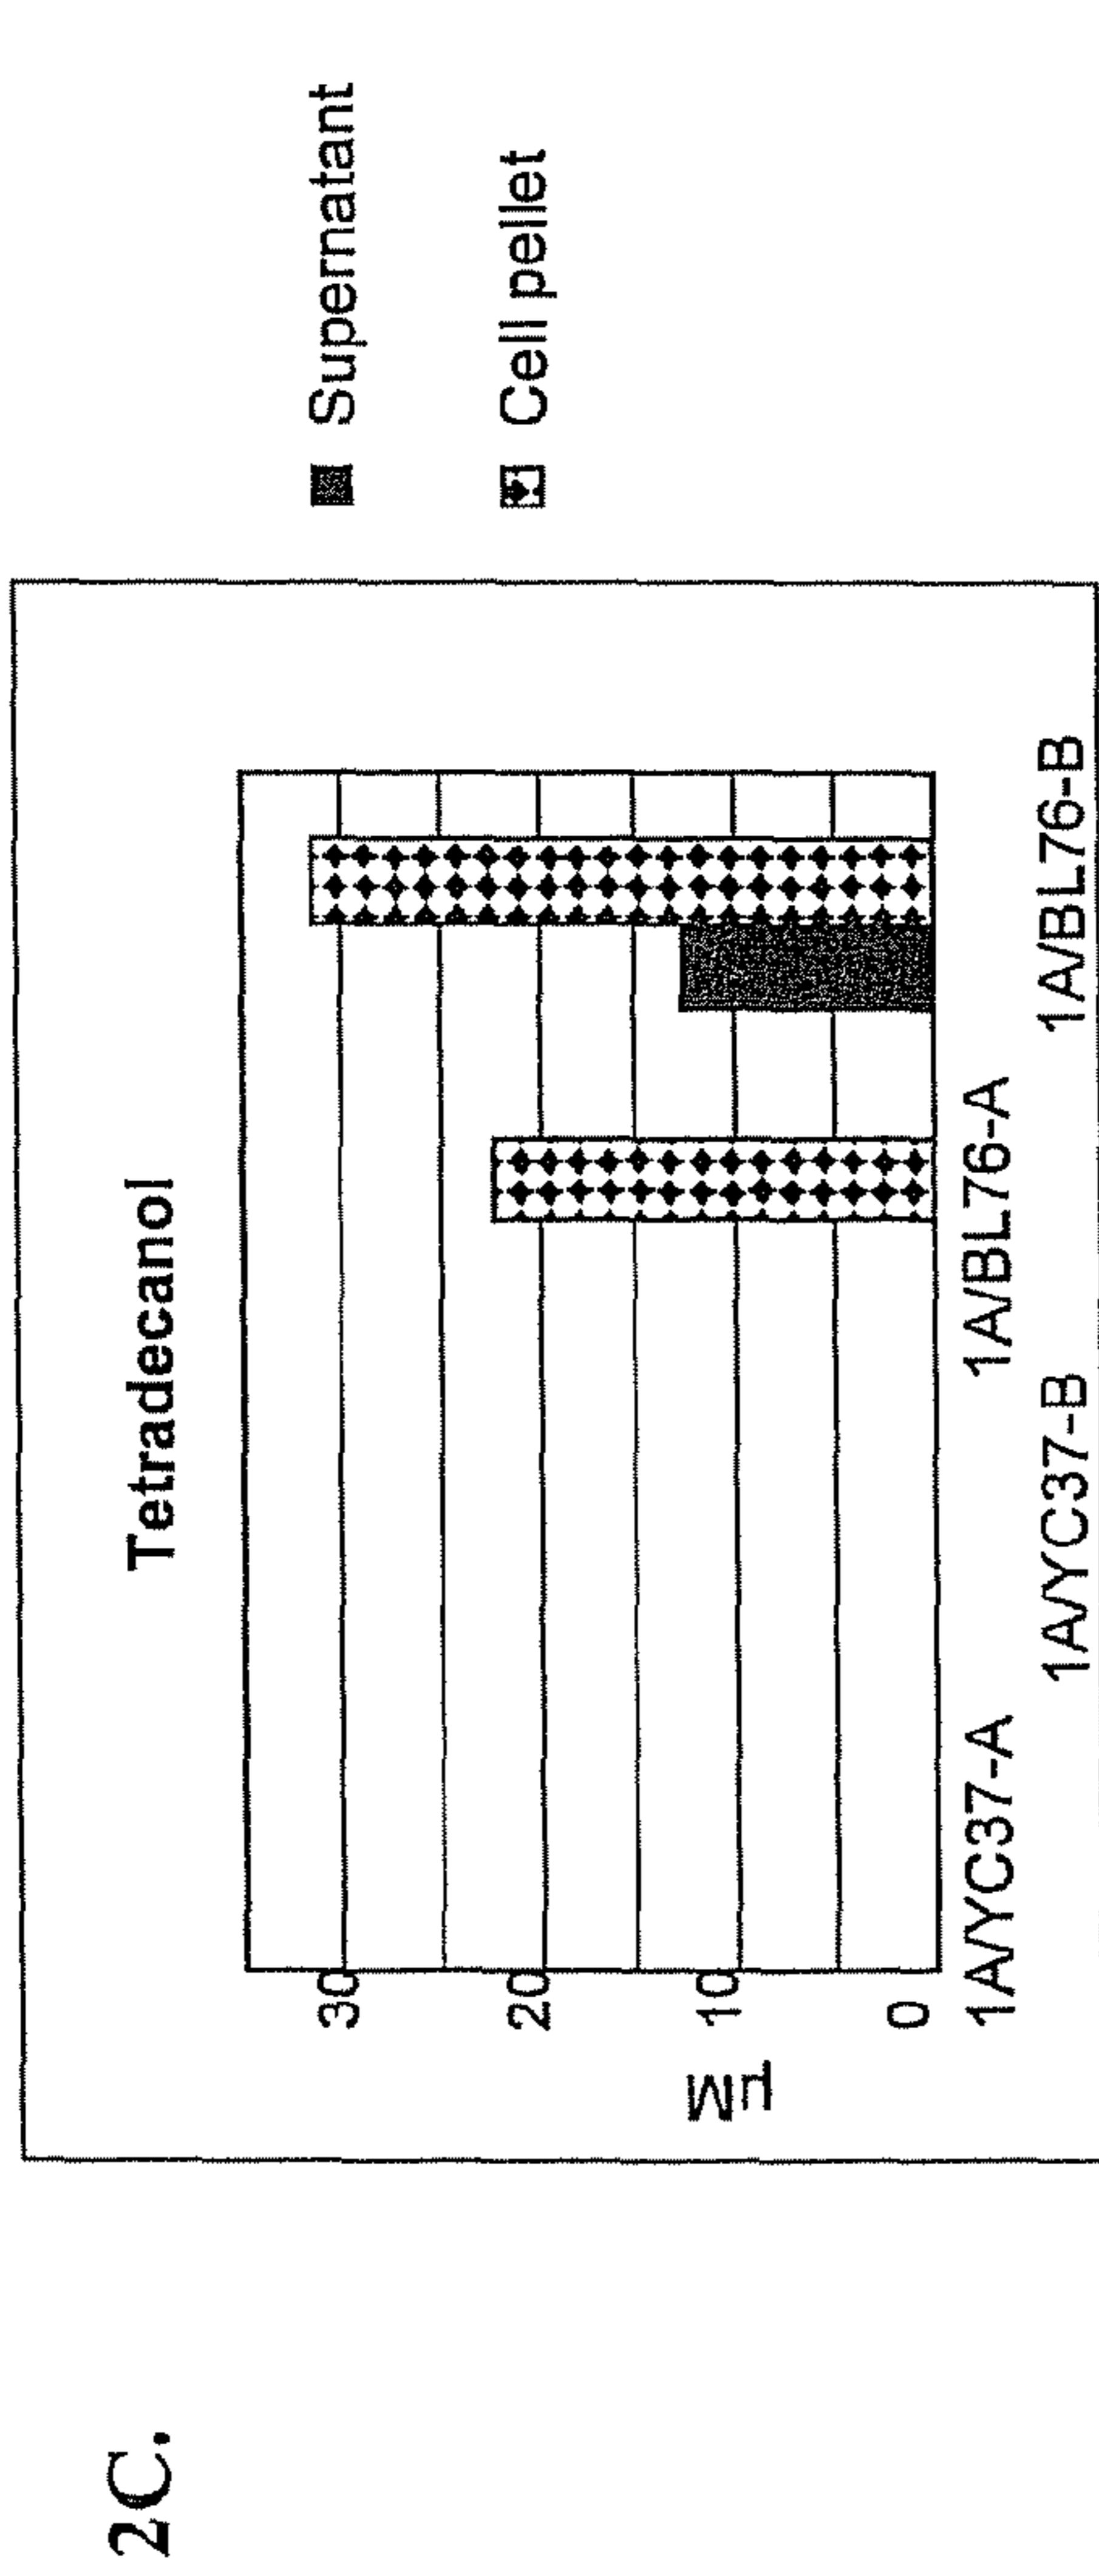 2C.
Tetradecanol
µM
30
20
10
0
1A/YC37-A
1A/YC37-B
1A/BL76-A
1A/BL76-B
Supernatant
Cell pellet